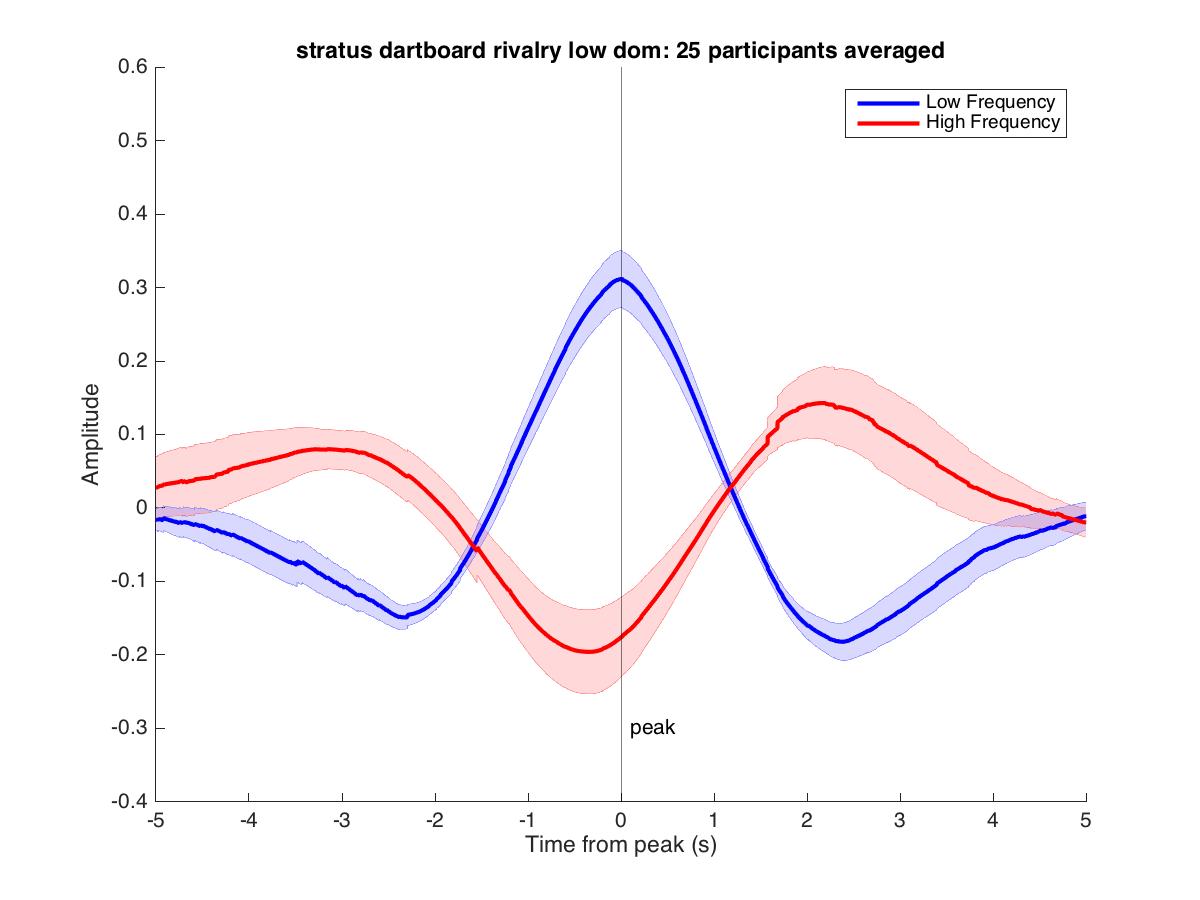 stratus dartboard rivalry low dom: 25 participants averaged
Low Frequency
High Frequency
0.6
0.5
0.4
0.3
0.2
0.1
0
-0.1
-0.2
-0.3
-0.4
Amplitude
peak
-5 -4 -3 -2 -1 0 1 2 3 4 5
Time from peak (s)